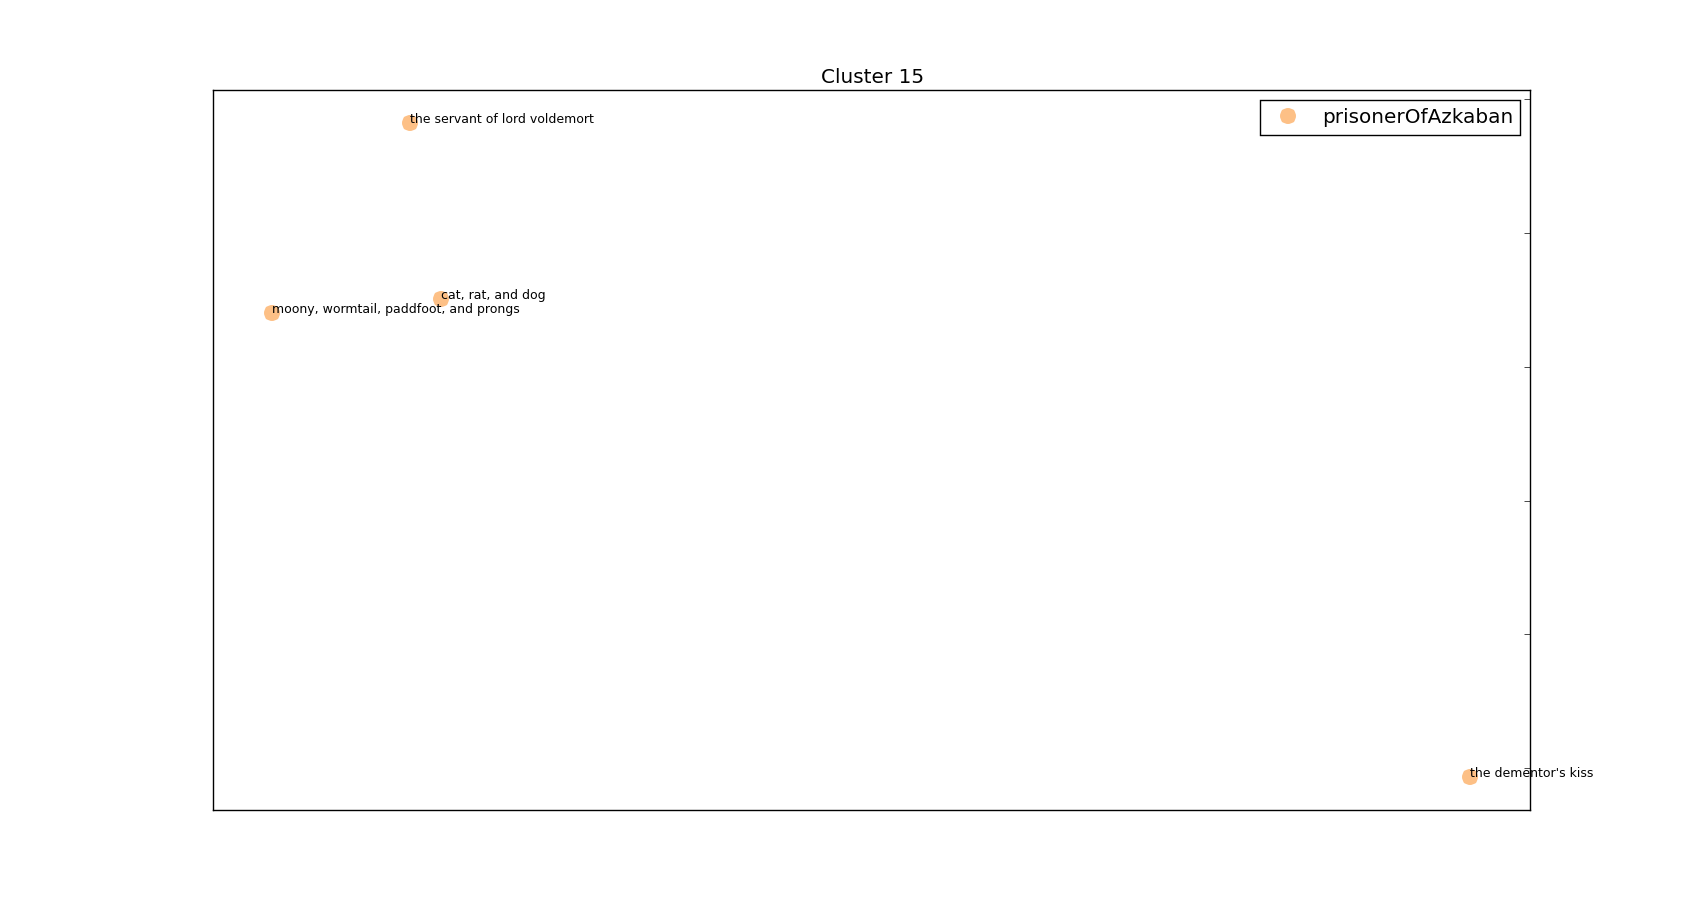 Cluster 15
prisonerOfAzkaban
the servant of lord voldemort
cat, rat, and dog
moony, wormtail, paddfoot, and prongs
the dementor's kiss